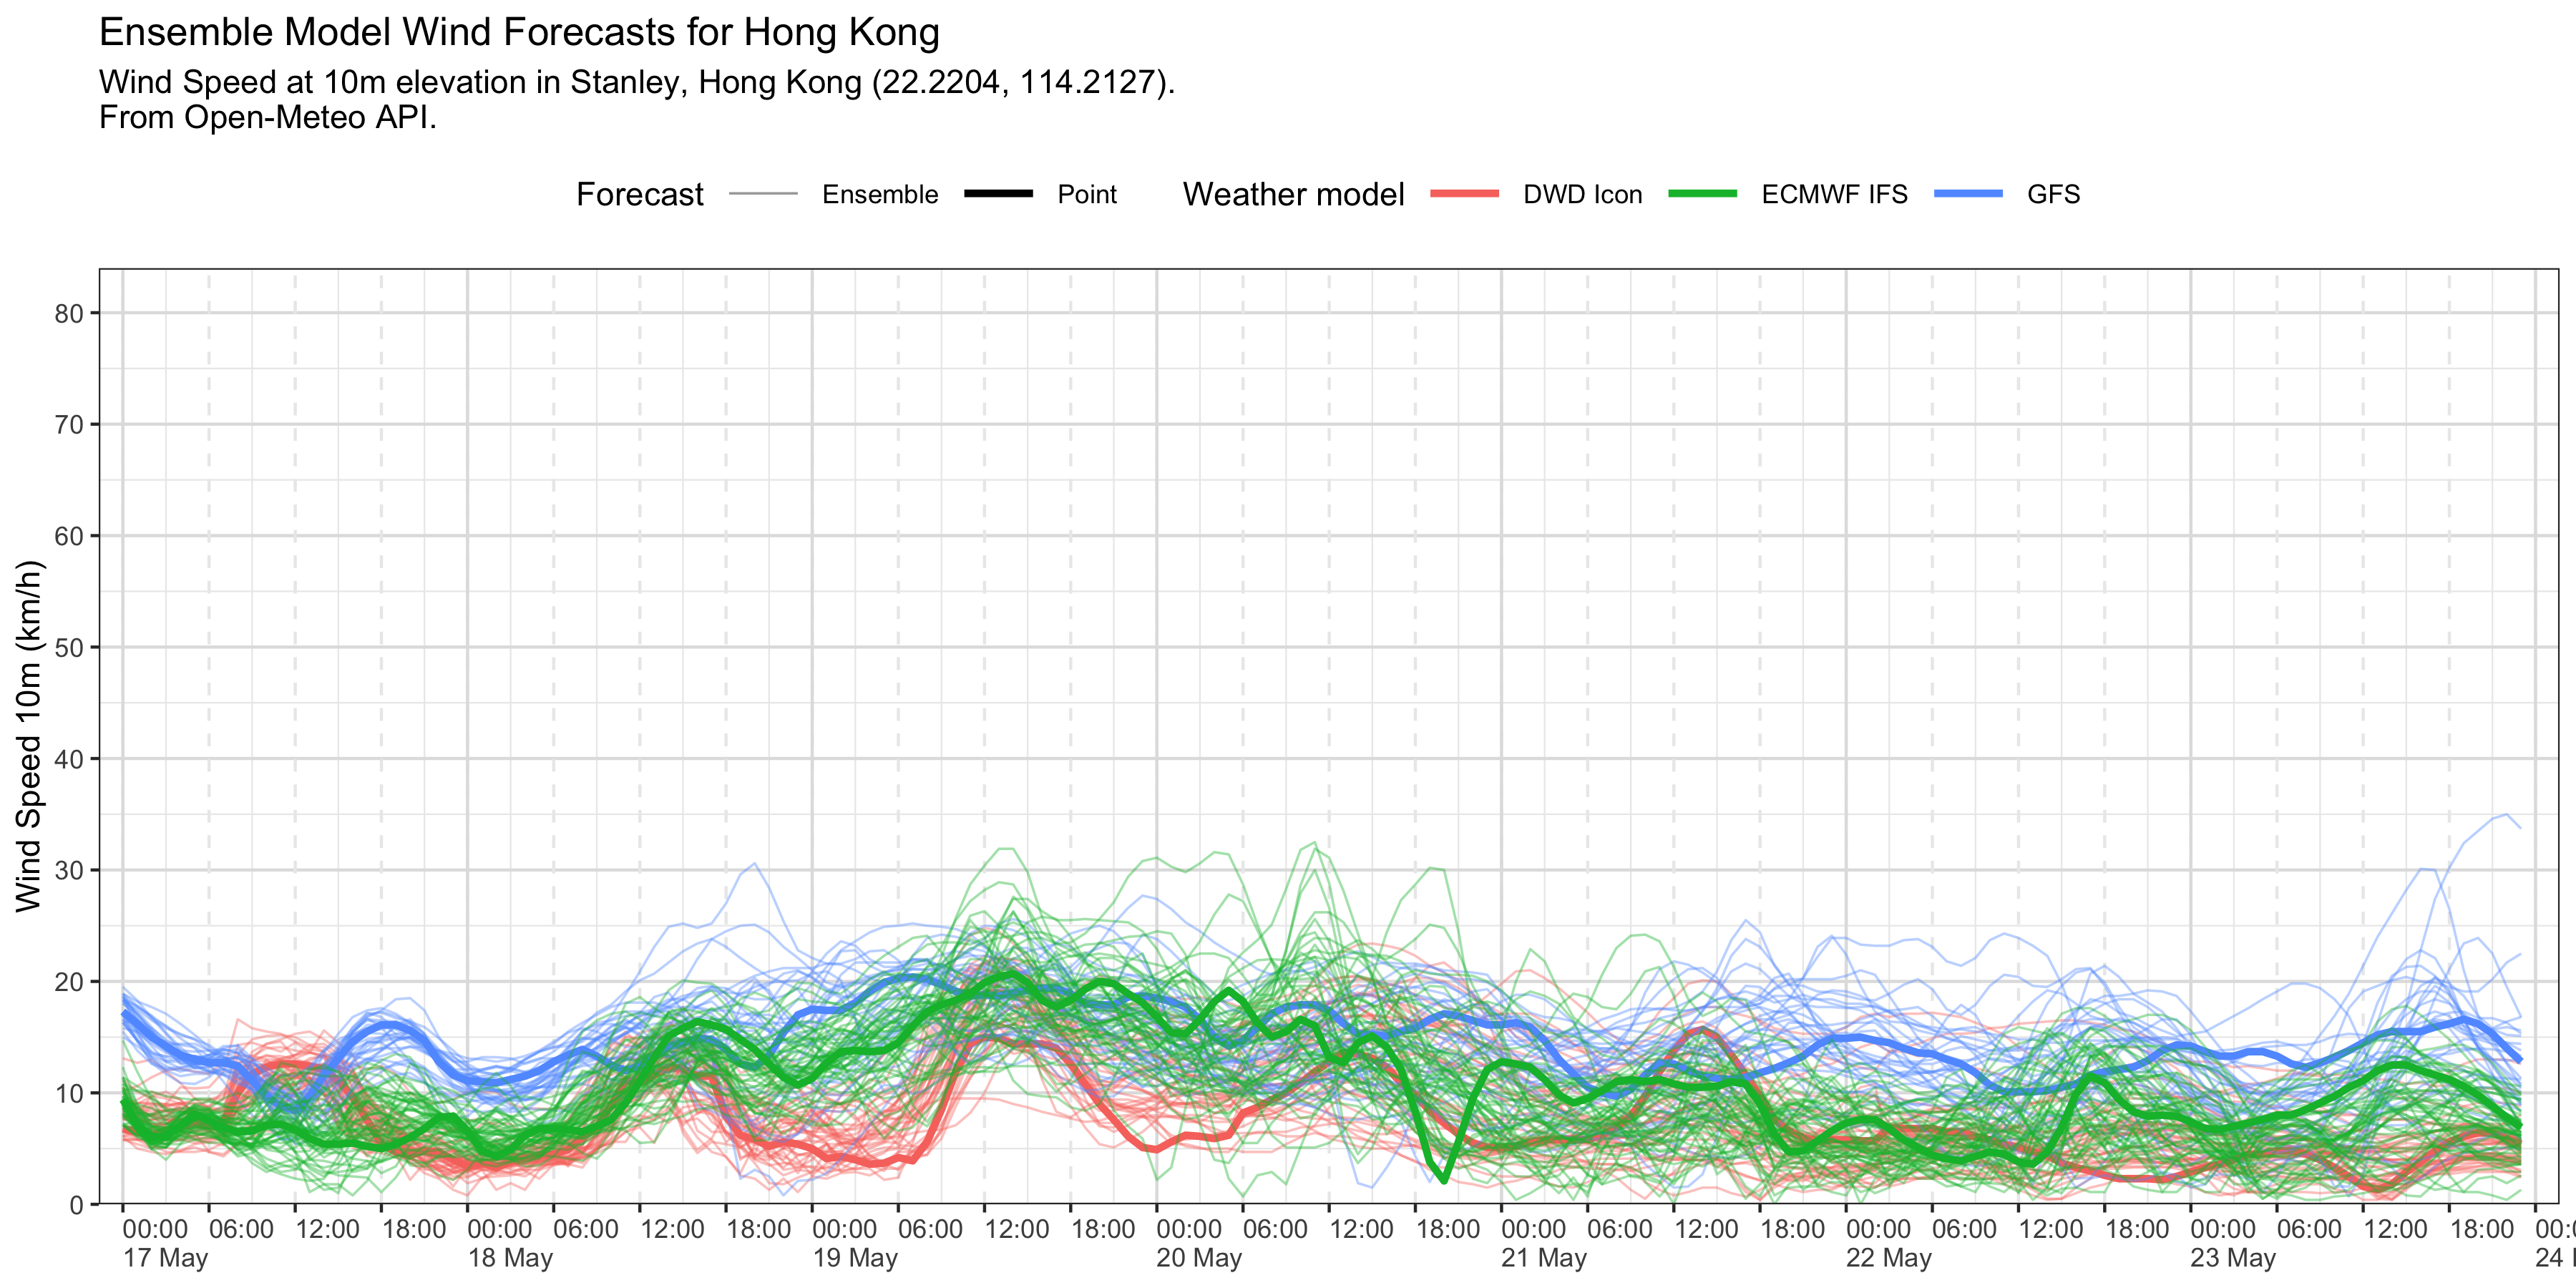 Ensemble Model Wind Forecasts for Hong Kong
Wind Speed at 10m elevation in Stanley, Hong Kong (22.2204, 114.2127).
From Open-Meteo API.
Forecast Ensemble Point Weather model DWD Icon ECMWF IFS GFS
Wind Speed 10m (km/h)
80
70
60
50
40
30
20
10
0
00:00 06:00 12:00 18:00 00:00 06:00 12:00 18:00 00:00 06:00 12:00 18:00 00:00 06:00 12:00 18:00 00:00 06:00 12:00 18:00 00:00 06:00 12:00 18:00 00:00 06:00 12:00 18:00 00:0
17 May 18 May 19 May 20 May 21 May 22 May 23 May 24